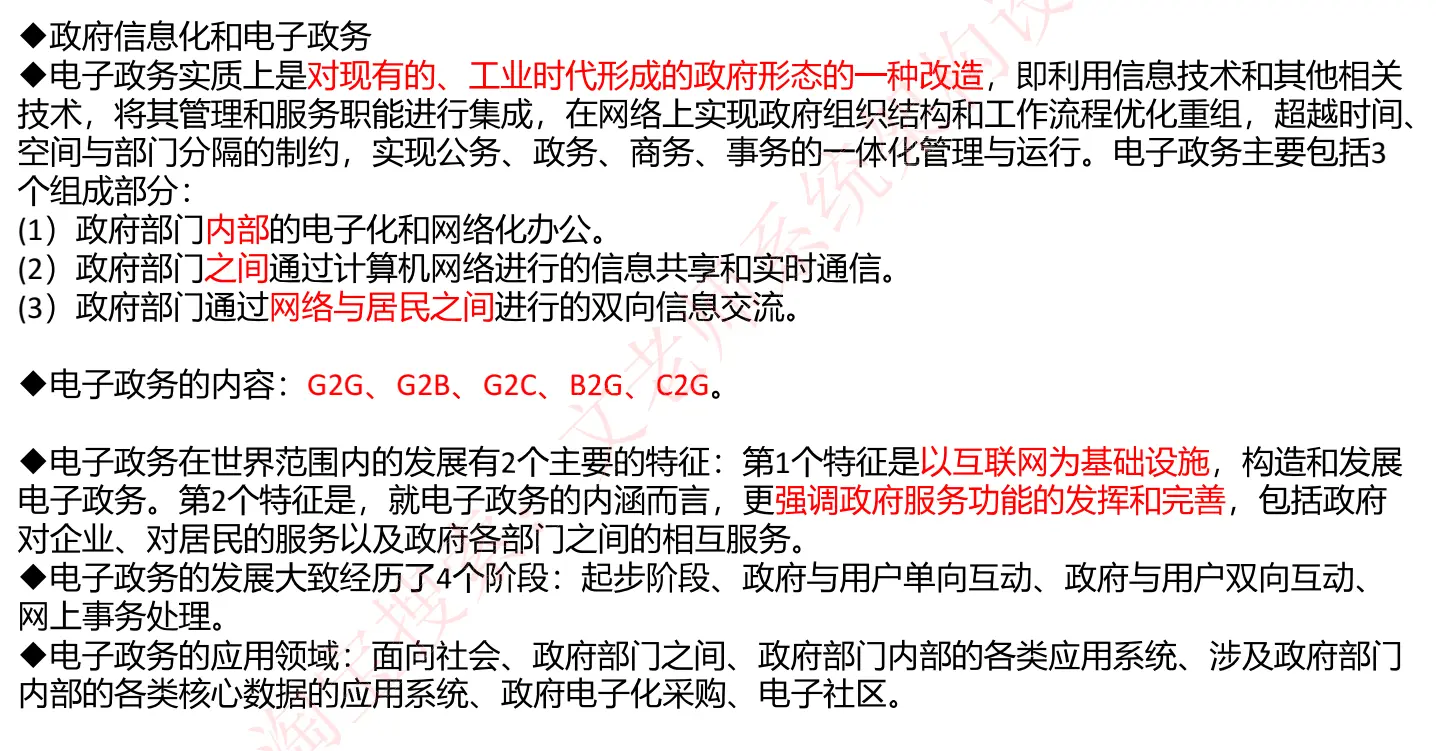 ◆政府信息化和电子政务
◆电子政务实质上是对现有的、工业时代形成的政府形态的一种改造，即利用信息技术和其他相关
技术，将其管理和服务职能进行集成，在网络上实现政府组织结构和工作流程优化重组，超越时间、
空间与部门分隔的制约，实现公务、政务、商务、事务的一体化管理与运行。电子政务主要包括3
个组成部分：
(1）政府部门内部的电子化和网络化办公。
(2）政府部门之间通过计算机网络进行的信息共享和实时通信。
(3）政府部门通过网络与居民之间进行的双向信息交流。
◆电子政务的内容：G2G、G2B、G2C、B2G、C2G。
◆电子政务在世界范围内的发展有2个主要的特征：第1个特征是以互联网为基础设施，构造和发展
电子政务。第2个特征是，就电子政务的内涵而言，更强调政府服务功能的发挥和完善，包括政府
对企业、对居民的服务以及政府各部门之间的相互服务。
◆电子政务的发展大致经历了4个阶段：起步阶段、政府与用户单向互动、政府与用户双向互动、
网上事务处理。
◆电子政务的应用领域：面向社会、政府部门之间、政府部门内部的各类应用系统、涉及政府部门
内部的各类核心数据的应用系统、政府电子化采购、电子社区。
淘宝搜索：文老师系统架构设